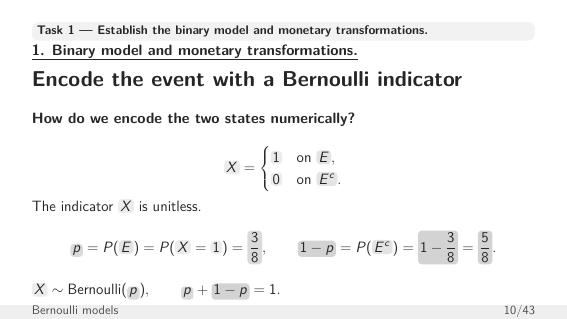 Task 1 — Establish the binary model and monetary transformations.
1. Binary model and monetary transformations.
Encode the event with a Bernoulli indicator
How do we encode the two states numerically?
X = { 1 on E,
0 on Eᶜ.
The indicator X is unitless.
p = P(E) = P(X = 1) = 3/8, 1 − p = P(Eᶜ) = 1 − 3/8 = 5/8.
X ∼ Bernoulli(p), p + 1 − p = 1.
Bernoulli models 10/43